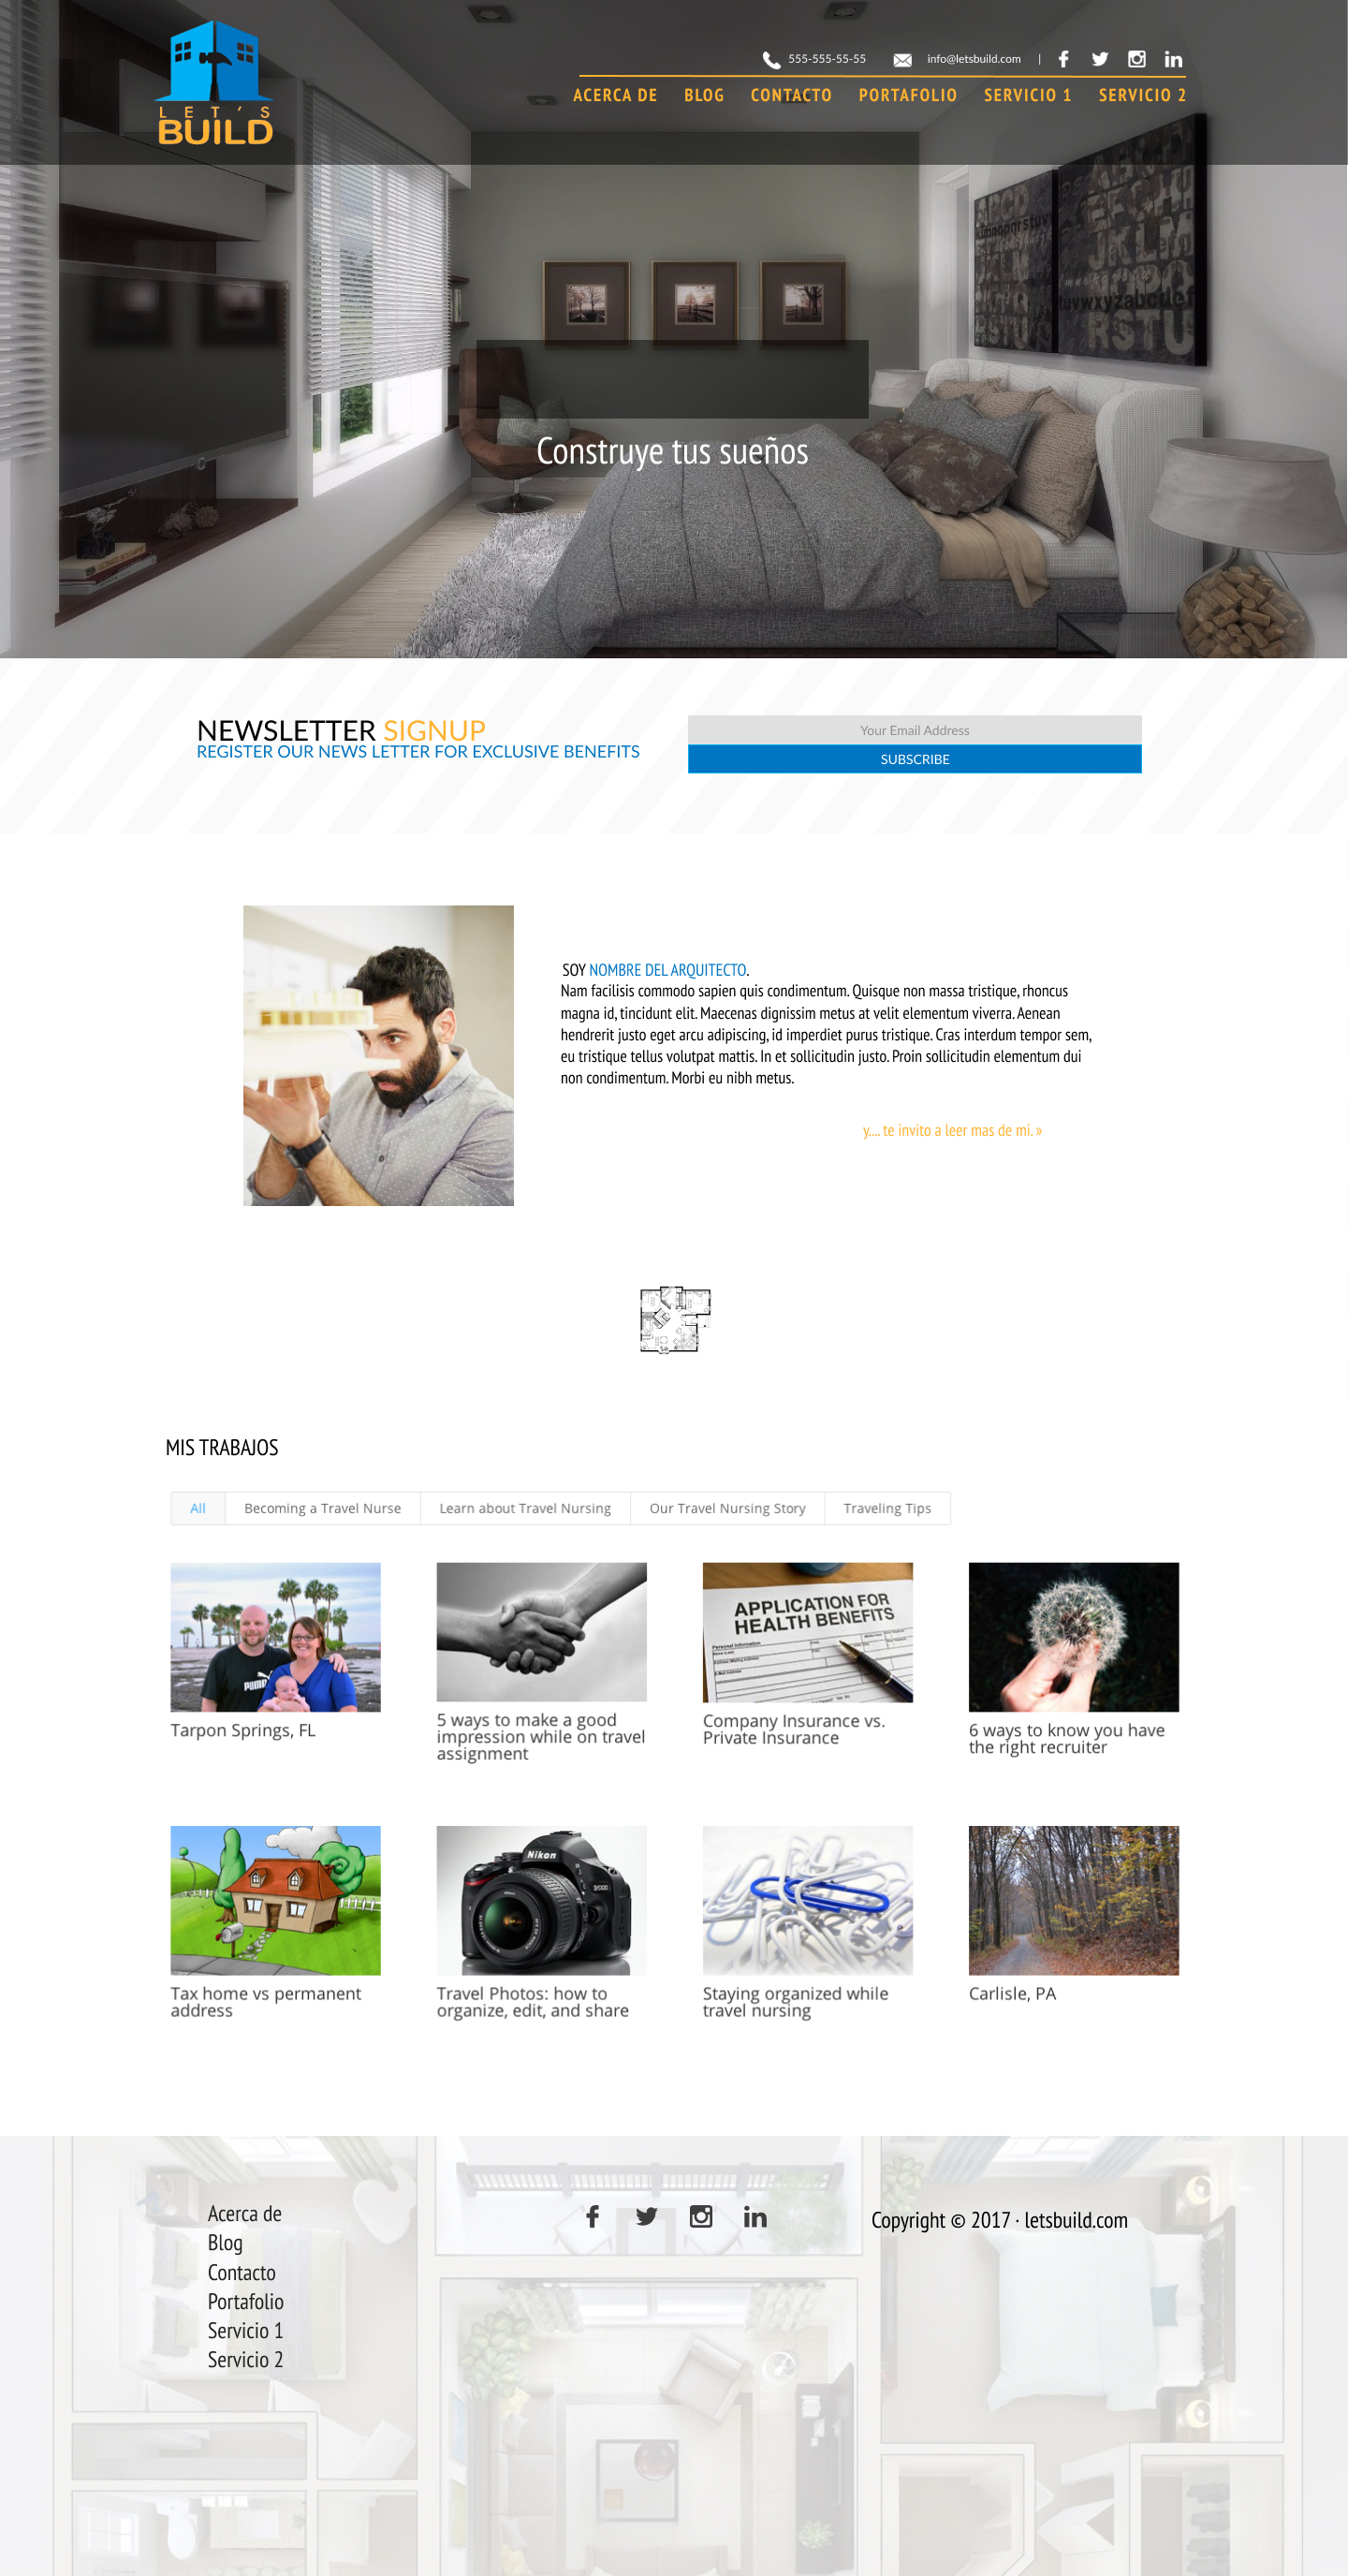 LET'S
BUILD
555-555-55-55 info@letsbuild.com |
ACERCA DE BLOG CONTACTO PORTAFOLIO SERVICIO 1 SERVICIO 2
Construye tus sueños
NEWSLETTER SIGNUP
REGISTER OUR NEWS LETTER FOR EXCLUSIVE BENEFITS
Your Email Address
SUBSCRIBE
SOY NOMBRE DEL ARQUITECTO.
Nam facilisis commodo sapien quis condimentum. Quisque non massa tristique, rhoncus
magna id, tincidunt elit. Maecenas dignissim metus at velit elementum viverra. Aenean
hendrerit justo eget arcu adipiscing, id imperdiet purus tristique. Cras interdum tempor sem,
eu tristique tellus volutpat mattis. In et sollicitudin justo. Proin sollicitudin elementum dui
non condimentum. Morbi eu nibh metus.
y.... te invito a leer mas de mi. »
MIS TRABAJOS
All Becoming a Travel Nurse Learn about Travel Nursing Our Travel Nursing Story Traveling Tips
PUMA
APPLICATION FOR
HEALTH BENEFITS
Personal Information
Tarpon Springs, FL
5 ways to make a good
impression while on travel
assignment
Company Insurance vs.
Private Insurance
6 ways to know you have
the right recruiter
Nikon
Tax home vs permanent
address
Travel Photos: how to
organize, edit, and share
Staying organized while
travel nursing
Carlisle, PA
Acerca de
Blog
Contacto
Portafolio
Servicio 1
Servicio 2
Copyright © 2017 · letsbuild.com